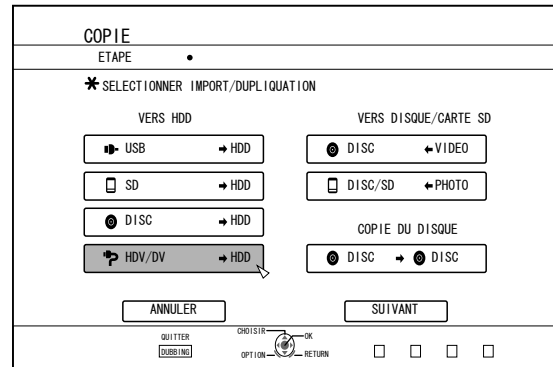 COPIE
ETAPE
SELECTIONNER IMPORT/DUPLIQUATION
VERS HDD
USB → HDD
SD → HDD
DISC → HDD
HDV/DV → HDD
VERS DISQUE/CARTE SD
DISC ← VIDEO
DISC/SD ← PHOTO
COPIE DU DISQUE
DISC → DISC
ANNULER
SUIVANT
QUITTER
DUBBING
CHOISIR
OK
OPTION
RETURN